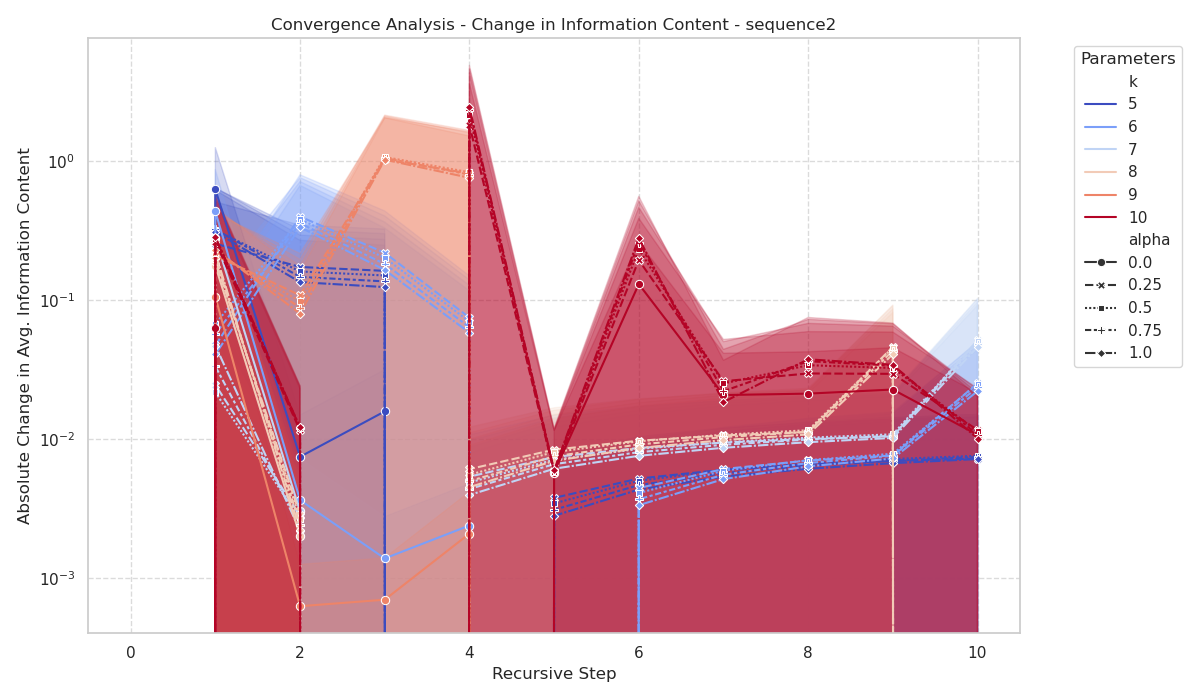 Convergence Analysis - Change in Information Content - sequence2
Absolute Change in Avg. Information Content
10⁰
10⁻¹
10⁻²
10⁻³
0 2 4 6 8 10
Recursive Step
Parameters
k
5
6
7
8
9
10
alpha
0.0
0.25
0.5
0.75
1.0